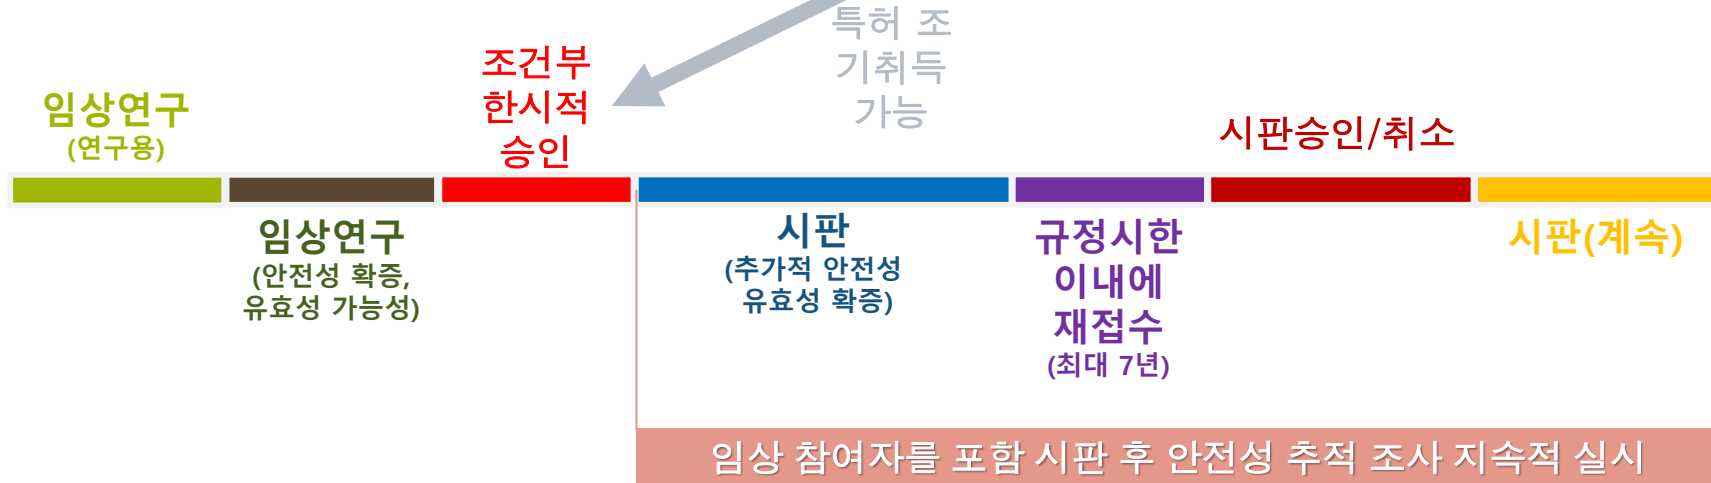 특허 조
기취득
가능
조건부
한시적
승인
임상연구
(연구용)
시판승인/취소
임상연구
(안전성 확증,
유효성 가능성)
시판
(추가적 안전성
유효성 확증)
규정시한
이내에
재접수
(최대 7년)
시판(계속)
임상 참여자를 포함 시판 후 안전성 추적 조사 지속적 실시